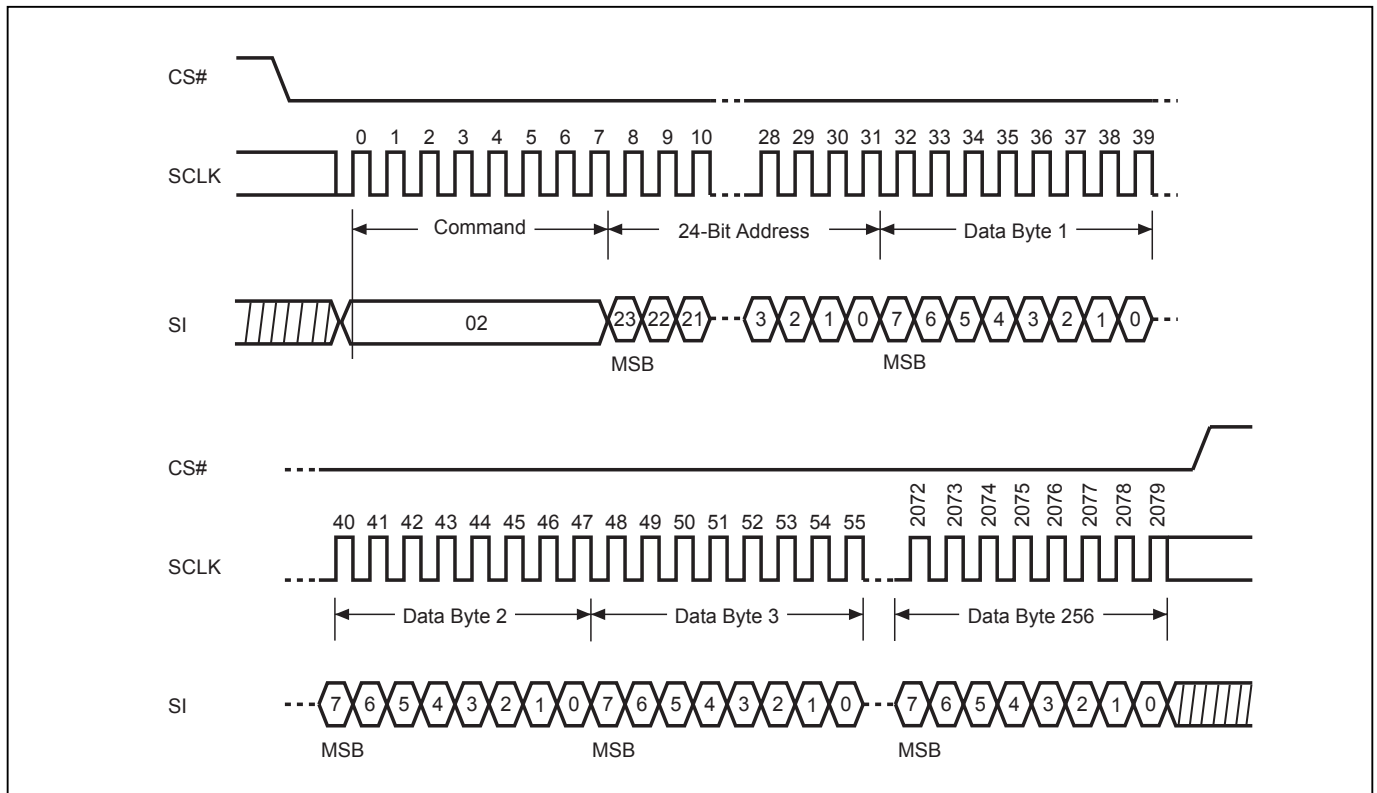 CS#
0 1 2 3 4 5 6 7 8 9 10 28 29 30 31 32 33 34 35 36 37 38 39
SCLK
Command 24-Bit Address Data Byte 1
SI 02 23 22 21 3 2 1 0 7 6 5 4 3 2 1 0
MSB MSB
CS#
2072 2073 2074 2075 2076 2077 2078 2079
40 41 42 43 44 45 46 47 48 49 50 51 52 53 54 55
SCLK
Data Byte 2 Data Byte 3 Data Byte 256
SI 7 6 5 4 3 2 1 0 7 6 5 4 3 2 1 0 7 6 5 4 3 2 1 0
MSB MSB MSB